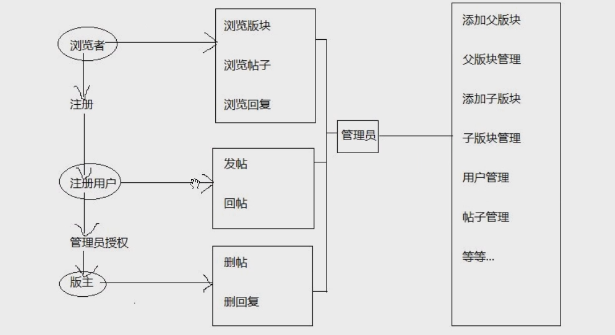 浏览者
注册
注册用户
管理员授权
版主
浏览版块
浏览帖子
浏览回复
发帖
回帖
删帖
删回复
管理员
添加父版块
父版块管理
添加子版块
子版块管理
用户管理
帖子管理
等等...